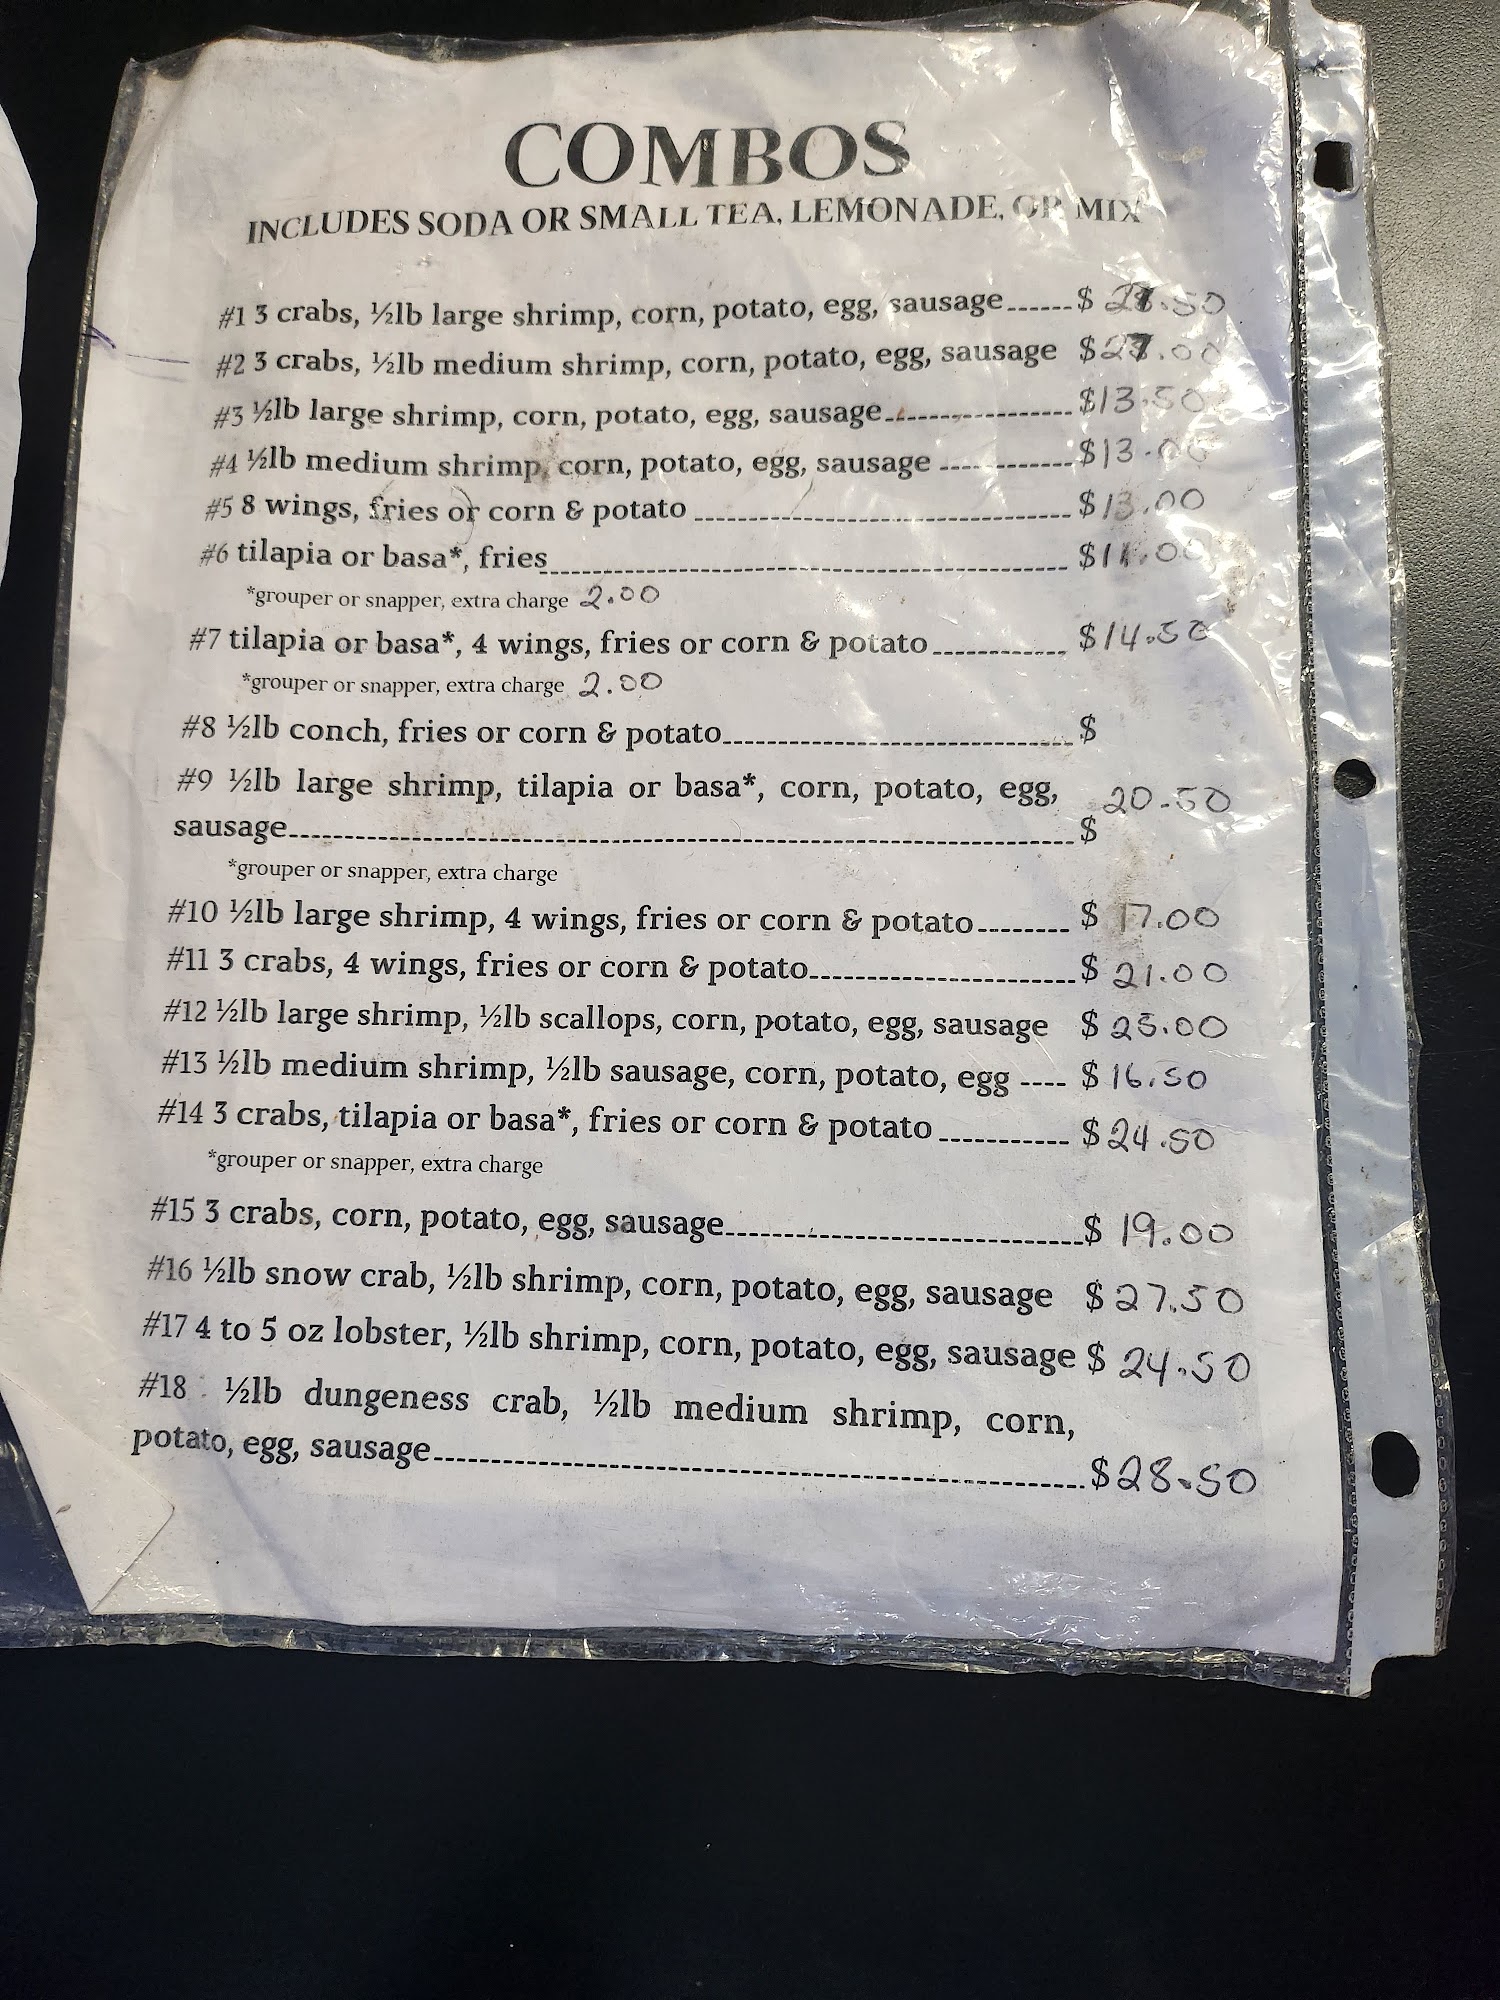 COMBOS
INCLUDES SODA OR SMALL TEA, LEMONADE, OR MIX
#1 3 crabs, ½lb large shrimp, corn, potato, egg, sausage......$
#2 3 crabs, ½lb medium shrimp, corn, potato, egg, sausage $
#3 ½lb large shrimp, corn, potato, egg, sausage..................$13.50
#4 ½lb medium shrimp, corn, potato, egg, sausage .............$13.00
#5 8 wings, fries or corn & potato ........................................$13.00
#6 tilapia or basa*, fries........................................................$11.00
*grouper or snapper, extra charge 2.00
#7 tilapia or basa*, 4 wings, fries or corn & potato............. $14.50
*grouper or snapper, extra charge 2.00
#8 ½lb conch, fries or corn & potato.....................................$
#9 ½lb large shrimp, tilapia or basa*, corn, potato, egg, 20.50
sausage....................................................................................$
*grouper or snapper, extra charge
#10 ½lb large shrimp, 4 wings, fries or corn & potato........ $ 17.00
#11 3 crabs, 4 wings, fries or corn & potato...........................$ 21.00
#12 ½lb large shrimp, ½lb scallops, corn, potato, egg, sausage $
#13 ½lb medium shrimp, ½lb sausage, corn, potato, egg ---- $ 16.50
#14 3 crabs, tilapia or basa*, fries or corn & potato ............ $24.50
*grouper or snapper, extra charge
#15 3 crabs, corn, potato, egg, sausage.....................................$ 19.00
#16 ½lb snow crab, ½lb shrimp, corn, potato, egg, sausage $27.50
#17 4 to 5 oz lobster, ½lb shrimp, corn, potato, egg, sausage $ 24.50
#18 ½lb dungeness crab, ½lb medium shrimp, corn,
potato, egg, sausage....................................................................$28.50